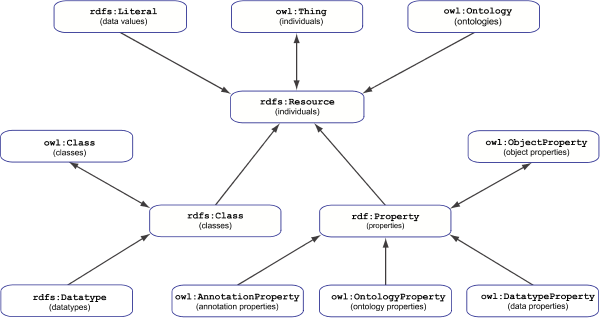 rdfs:Literal
(data values)
owl:Thing
(individuals)
owl:Ontology
(ontologies)
rdfs:Resource
(individuals)
owl:Class
(classes)
owl:ObjectProperty
(object properties)
rdfs:Class
(classes)
rdf:Property
(properties)
rdfs:Datatype
(datatypes)
owl:AnnotationProperty
(annotation properties)
owl:OntologyProperty
(ontology properties)
owl:DatatypeProperty
(data properties)